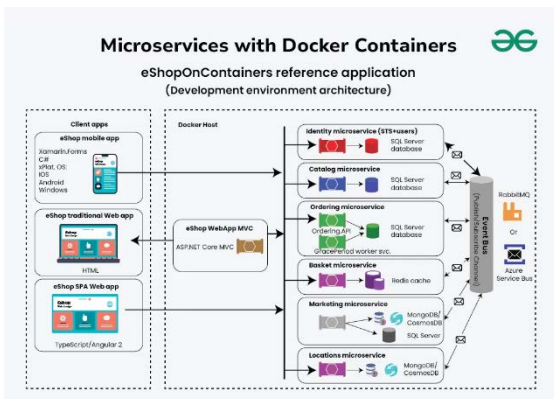 Microservices with Docker Containers
eShopOnContainers reference application
(Development environment architecture)
Client apps
eShop mobile app
Xamarin.Forms
C#
xPlat. OS:
IOS
Android
Windows
eShop traditional Web app
HTML
eShop SPA Web app
TypeScript/Angular 2
Docker Host
eShop WebApp MVC
ASP.NET Core MVC
Identity microservice (STS+users)
SQL Server
database
Catalog microservice
SQL Server
database
Ordering microservice
Ordering.API
GracePeriod worker svc.
SQL Server
database
Basket microservice
Redis cache
Marketing microservice
MongoDB/
CosmosDB
SQL Server
Locations microservice
MongoDB/
CosmosDB
Event Bus
(Publish/Subscribe Channel)
RabbitMQ
Or
Azure
Service Bus